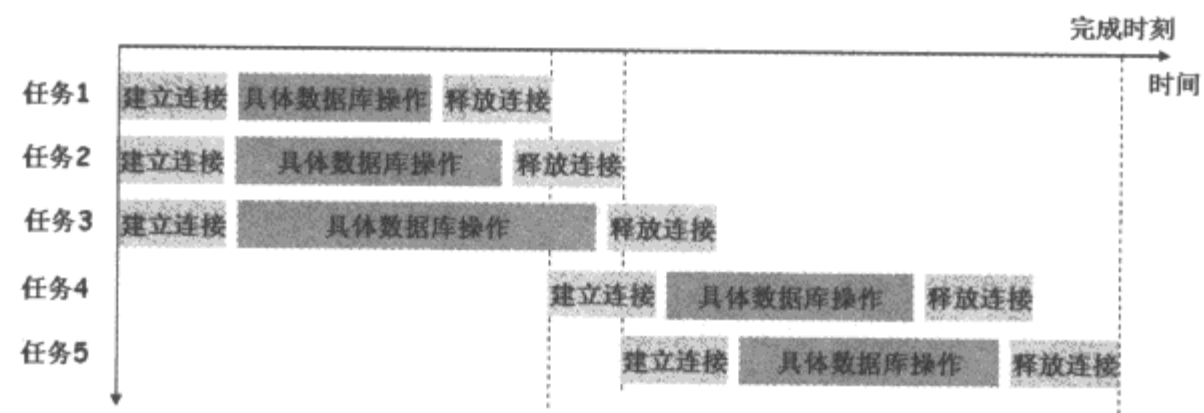 完成时刻
时间
任务1 建立连接 具体数据库操作 释放连接
任务2 建立连接 具体数据库操作 释放连接
任务3 建立连接 具体数据库操作 释放连接
任务4 建立连接 具体数据库操作 释放连接
任务5 建立连接 具体数据库操作 释放连接